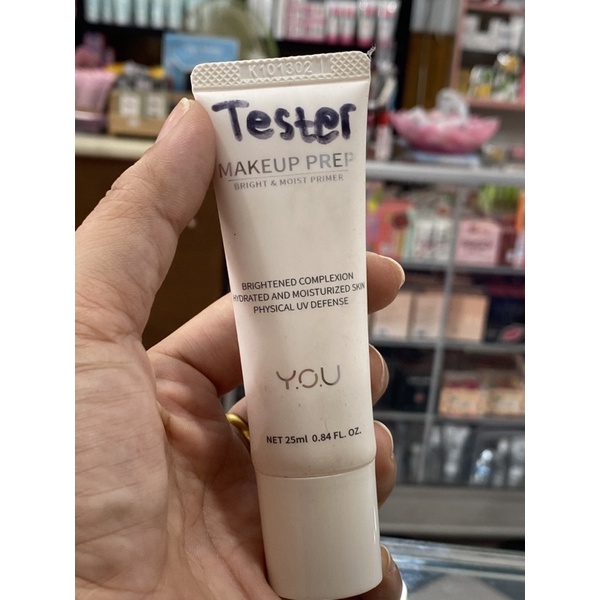 K101302
Tester
MAKEUP PREP
BRIGHT & MOIST PRIMER
BRIGHTENED COMPLEXION
HYDRATED AND MOISTURIZED SKIN
PHYSICAL UV DEFENSE
Y.O.U
NET 25ml 0.84 FL. OZ.